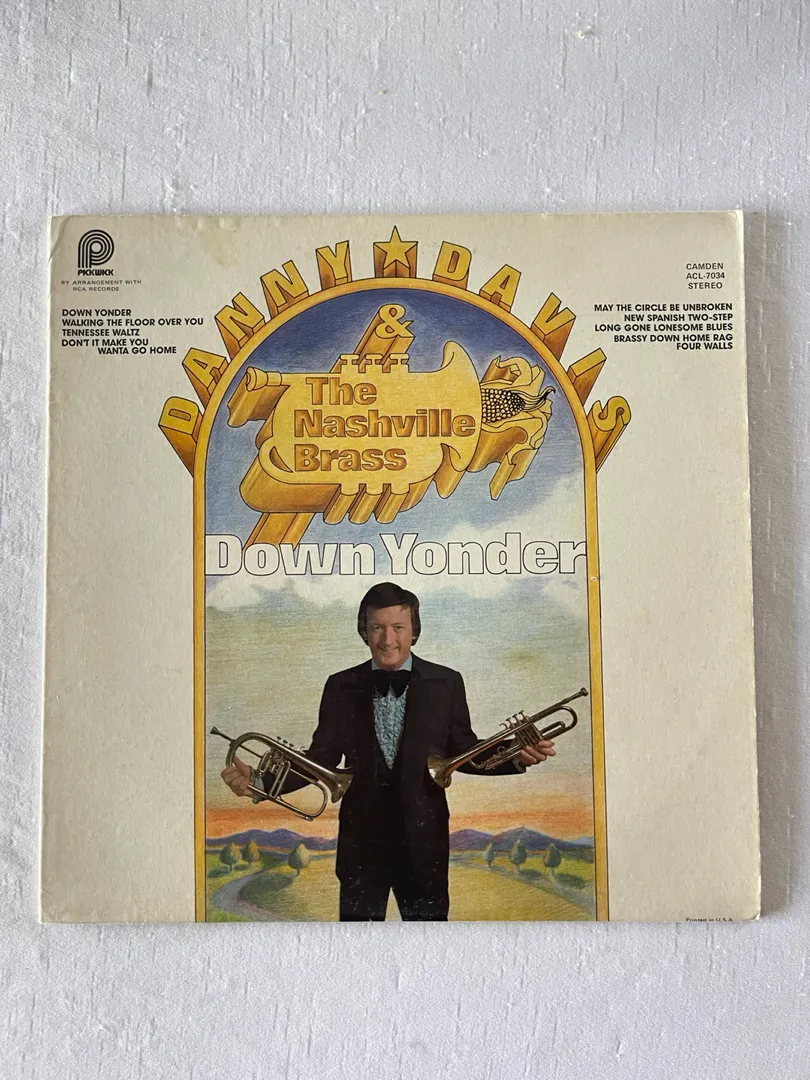 PICKWICK
BY ARRANGEMENT WITH
RCA RECORDS
DOWN YONDER
WALKING THE FLOOR OVER YOU
TENNESSEE WALTZ
DON'T IT MAKE YOU
WANTA GO HOME
DANNY ★ DAVIS
CAMDEN
ACL-7034
STEREO
MAY THE CIRCLE BE UNBROKEN
NEW SPANISH TWO-STEP
LONG GONE LONESOME BLUES
BRASSY DOWN HOME RAG
FOUR WALLS
&
The
Nashville
Brass
Down Yonder
Printed in U.S.A.